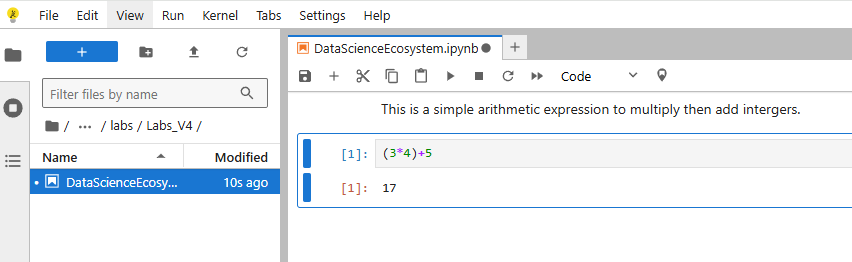 File Edit View Run Kernel Tabs Settings Help
Filter files by name
/ ··· / labs / Labs_V4 /
Name Modified
DataScienceEcosy... 10s ago
DataScienceEcosystem.ipynb
Code
This is a simple arithmetic expression to multiply then add intergers.
[1]: (3*4)+5
[1]: 17